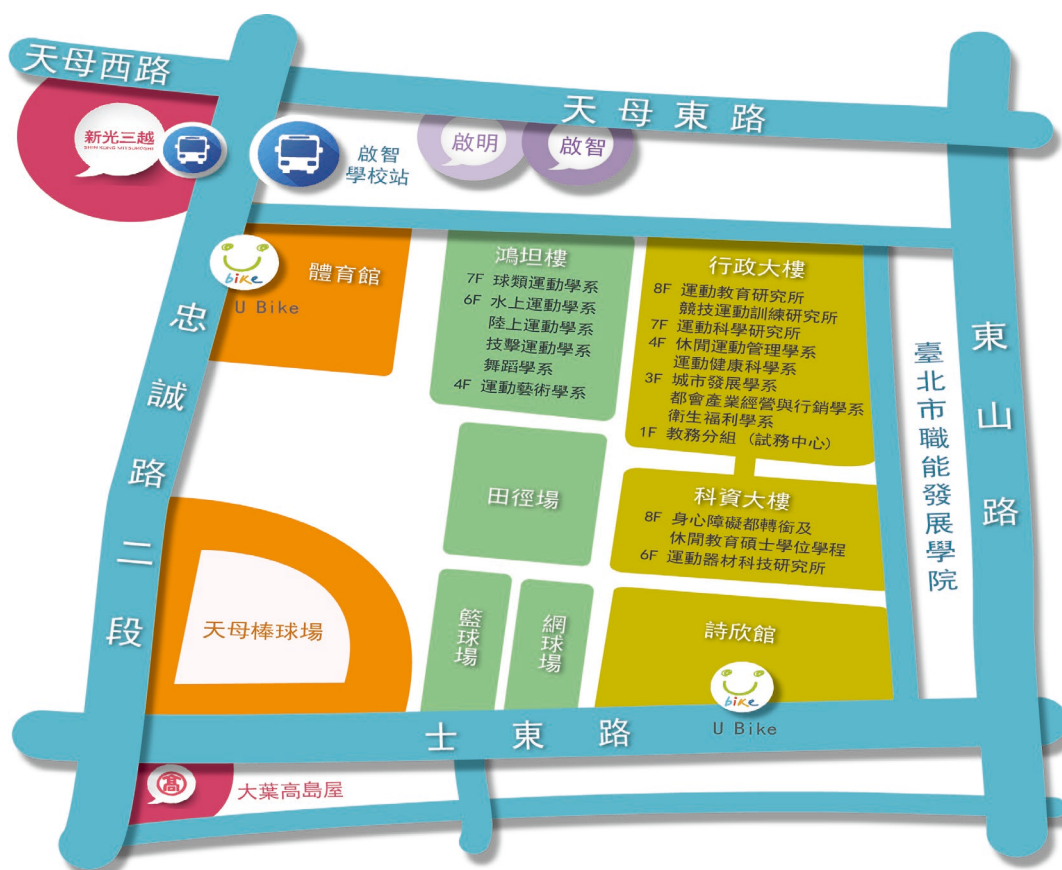 天母西路
天母東路
新光三越
SHIN KONG MITSUKOSHI
啟智
學校站
啟明
啟智
bike
U Bike
體育館
鴻坦樓
7F 球類運動學系
6F 水上運動學系
陸上運動學系
技擊運動學系
舞蹈學系
4F 運動藝術學系
行政大樓
8F 運動教育研究所
競技運動訓練研究所
7F 運動科學研究所
4F 休閒運動管理學系
運動健康科學系
3F 城市發展學系
都會產業經營與行銷學系
衛生福利學系
1F 教務分組（試務中心）
忠誠路二段
東山路
臺北市職能發展學院
田徑場
科資大樓
8F 身心障礙都轉銜及
休閒教育碩士學位學程
6F 運動器材科技研究所
天母棒球場
籃球場
網球場
詩欣館
bike
U Bike
士東路
髙
大葉高島屋